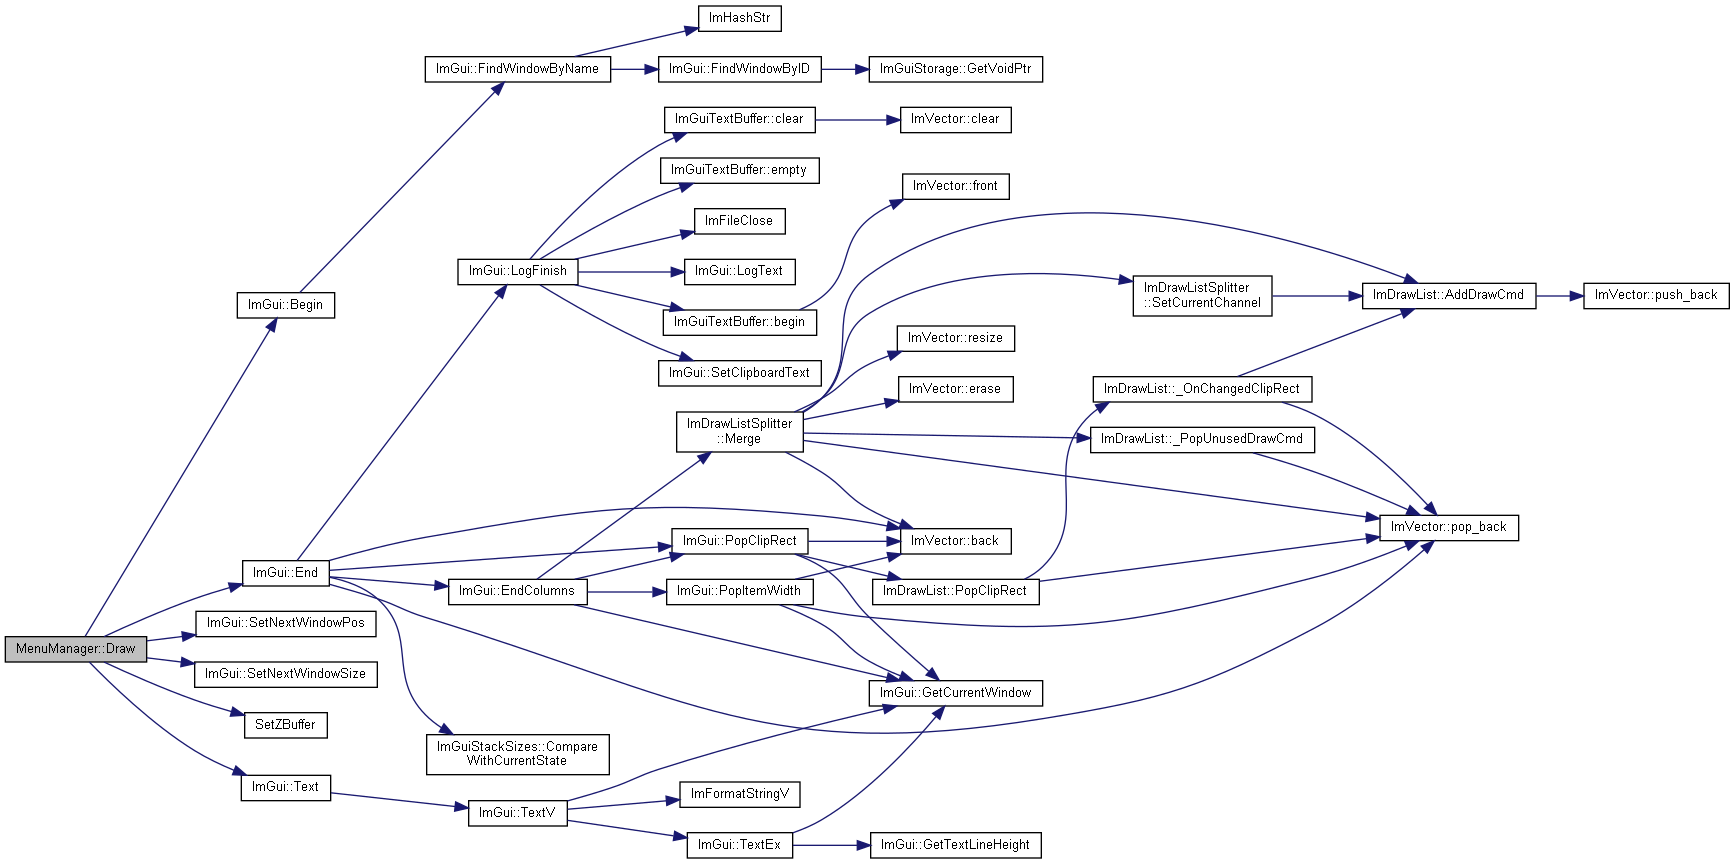 ImHashStr
ImGui::FindWindowByName
ImGui::FindWindowByID
ImGuiStorage::GetVoidPtr
ImGuiTextBuffer::clear
ImVector::clear
ImGuiTextBuffer::empty
ImVector::front
ImFileClose
ImGui::LogFinish
ImGui::LogText
ImGui::Begin
ImDrawListSplitter
::SetCurrentChannel
ImDrawList::AddDrawCmd
ImVector::push_back
ImGuiTextBuffer::begin
ImVector::resize
ImGui::SetClipboardText
ImVector::erase
ImDrawList::_OnChangedClipRect
ImDrawListSplitter
::Merge
ImDrawList::_PopUnusedDrawCmd
ImVector::pop_back
ImGui::PopClipRect
ImVector::back
ImGui::End
ImGui::EndColumns
ImGui::PopItemWidth
ImDrawList::PopClipRect
ImGui::SetNextWindowPos
MenuManager::Draw
ImGui::SetNextWindowSize
ImGui::GetCurrentWindow
SetZBuffer
ImGuiStackSizes::Compare
WithCurrentState
ImGui::Text
ImFormatStringV
ImGui::TextV
ImGui::TextEx
ImGui::GetTextLineHeight